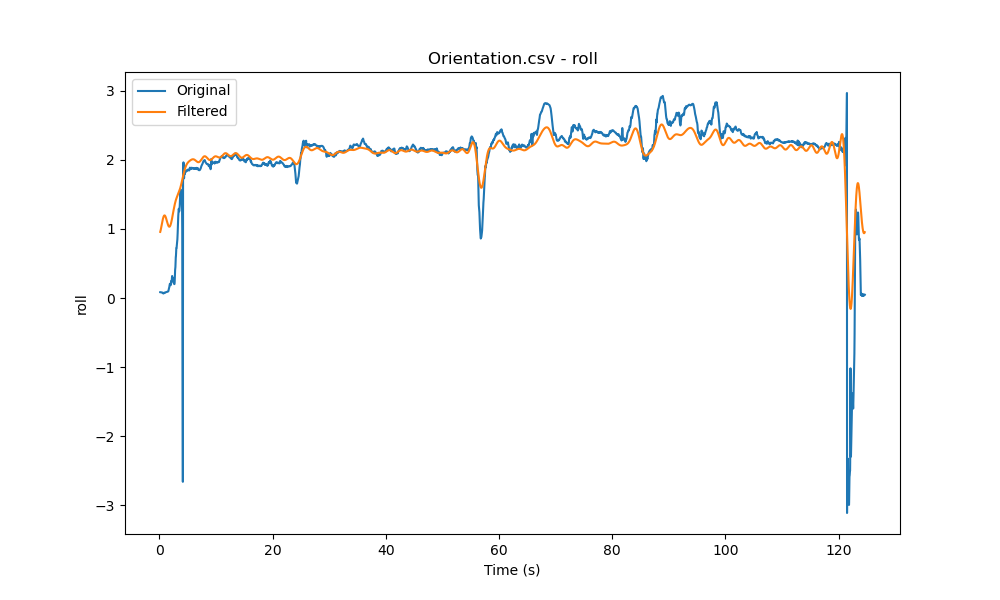 Orientation.csv - roll
Original
Filtered
3
2
1
0
−1
−2
−3
roll
0 20 40 60 80 100 120
Time (s)